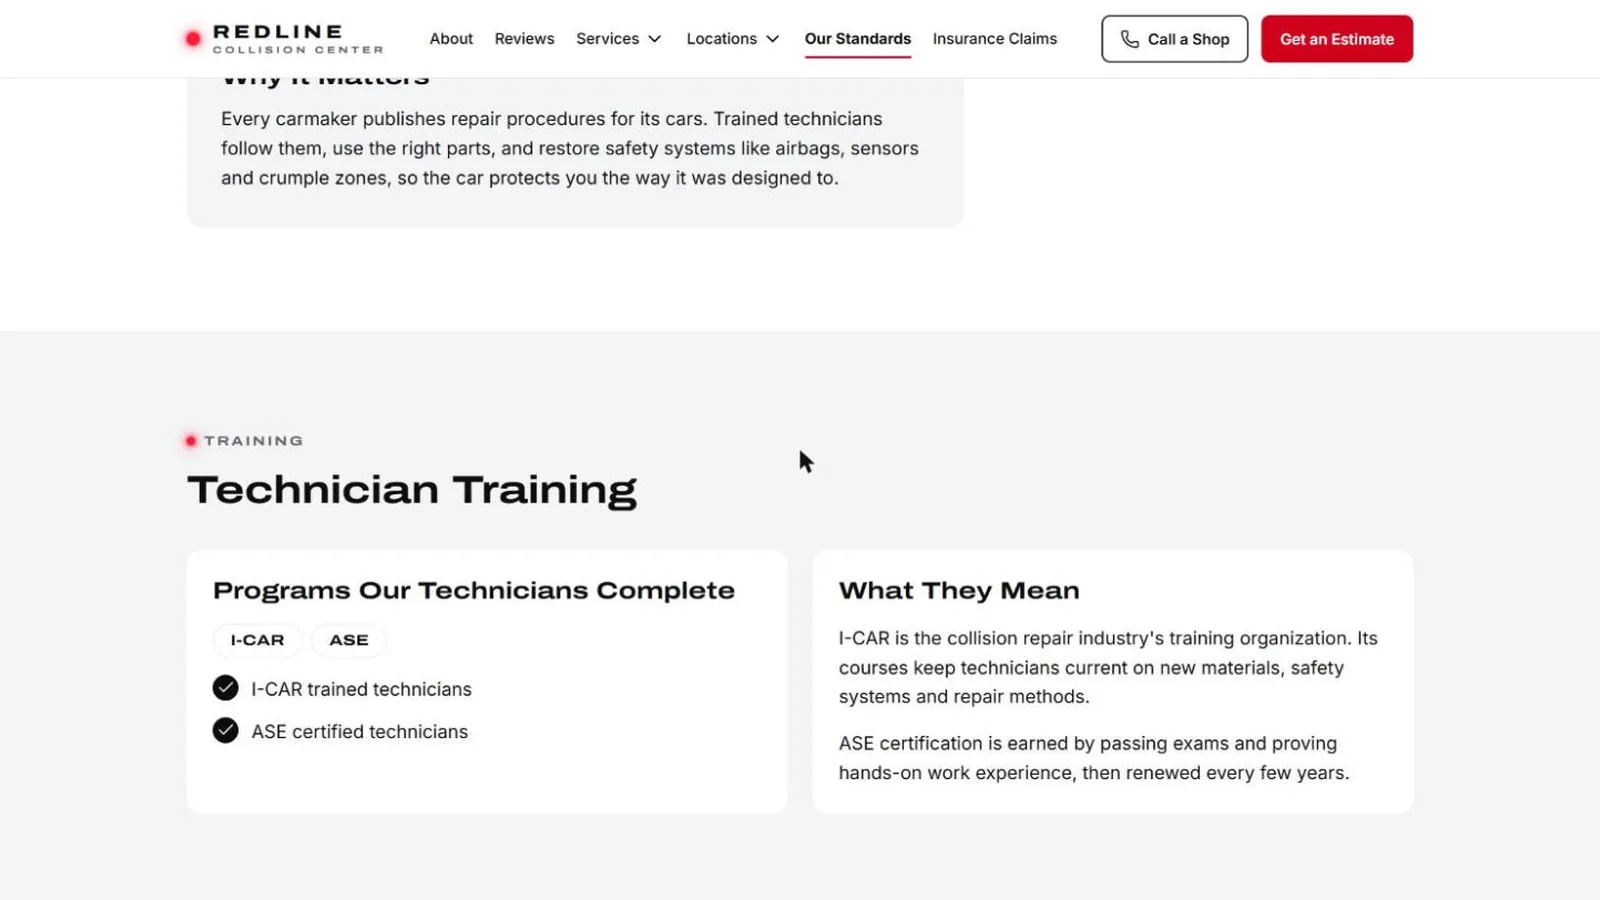 REDLINE
COLLISION CENTER
About
Reviews
Services
Locations
Our Standards
Insurance Claims
Call a Shop
Get an Estimate
Why It Matters
Every carmaker publishes repair procedures for its cars. Trained technicians
follow them, use the right parts, and restore safety systems like airbags, sensors
and crumple zones, so the car protects you the way it was designed to.
TRAINING
Technician Training
Programs Our Technicians Complete
I-CAR
ASE
I-CAR trained technicians
ASE certified technicians
What They Mean
I-CAR is the collision repair industry's training organization. Its
courses keep technicians current on new materials, safety
systems and repair methods.
ASE certification is earned by passing exams and proving
hands-on work experience, then renewed every few years.